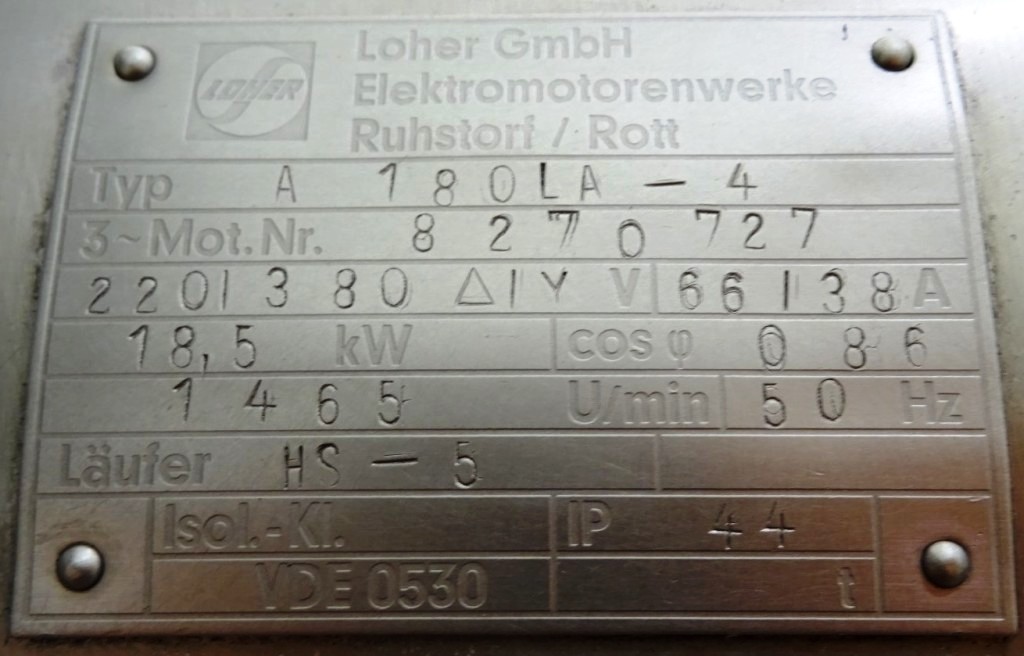 LOHER
Loher GmbH
Elektromotorenwerke
Ruhstorf / Rott
Typ A 180LA - 4
3~Mot.Nr. 8270727
220/380 △/Y V 66/38 A
18,5 kW cos φ 0 86
1465 U/min 50 Hz
Läufer HS - 5
Isol.-Kl. IP 44
VDE 0530 t